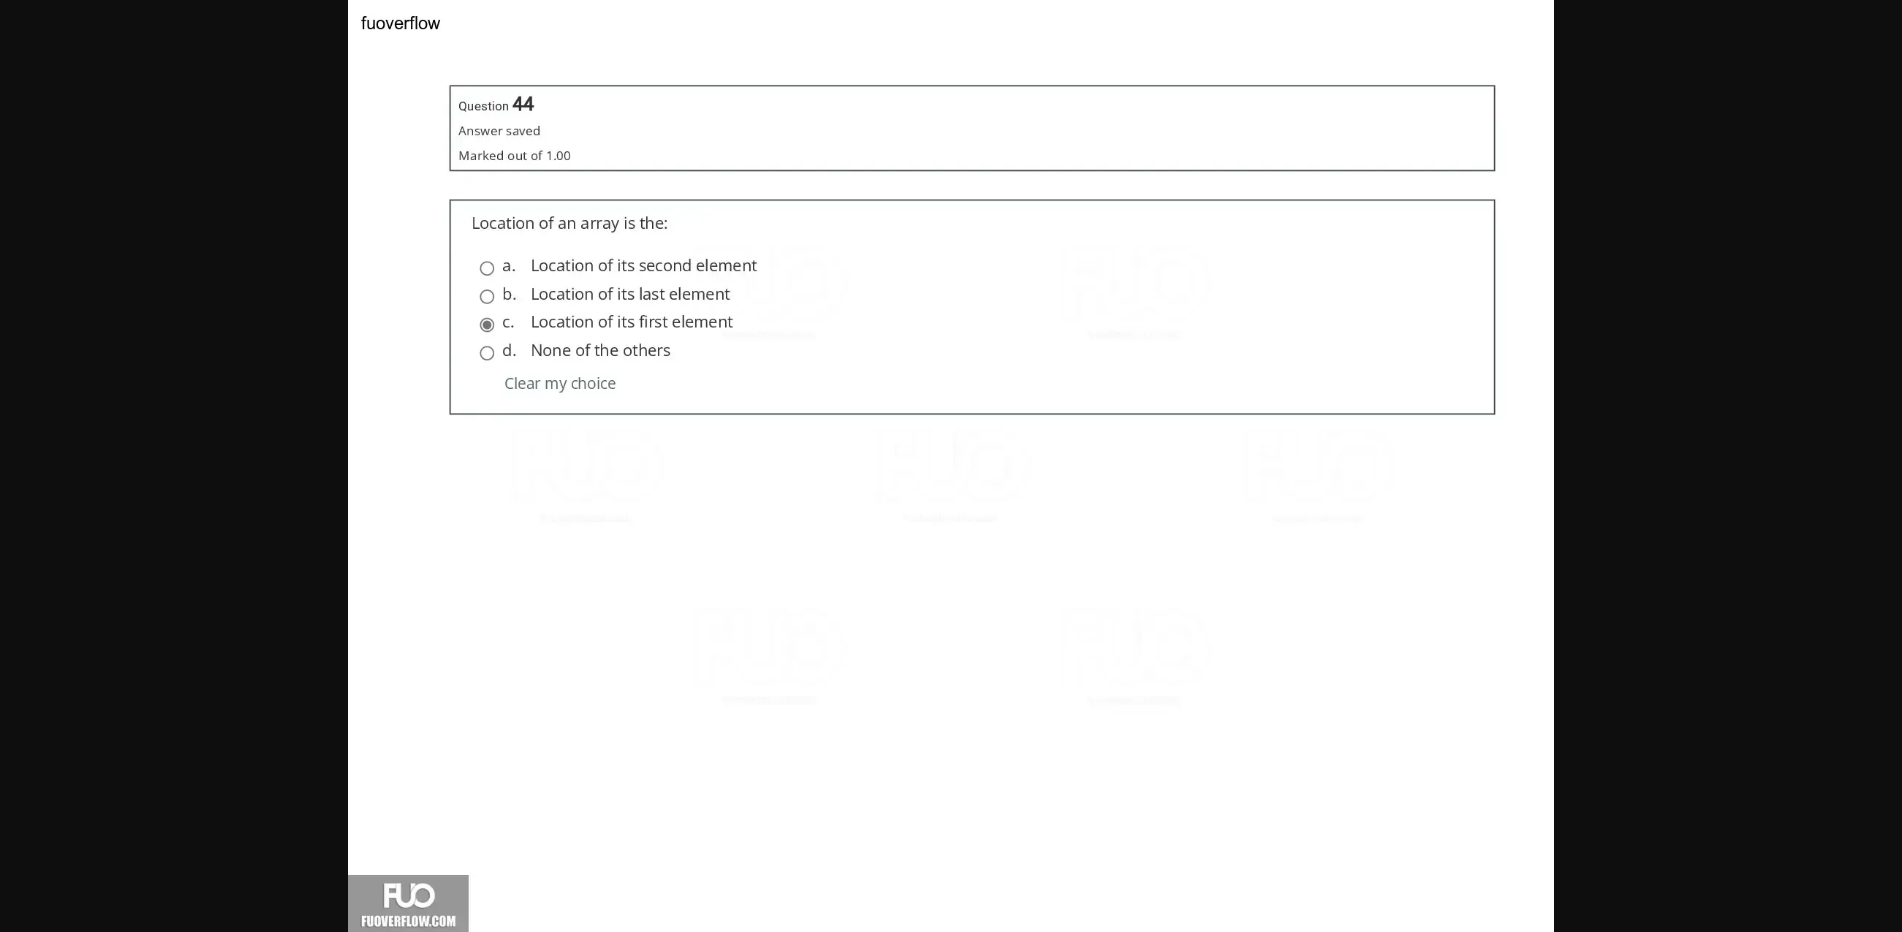 fuoverflow
Question 44
Answer saved
Marked out of 1.00
Location of an array is the:
a. Location of its second element
b. Location of its last element
c. Location of its first element
d. None of the others
Clear my choice
FUO
FUOVERFLOW.COM